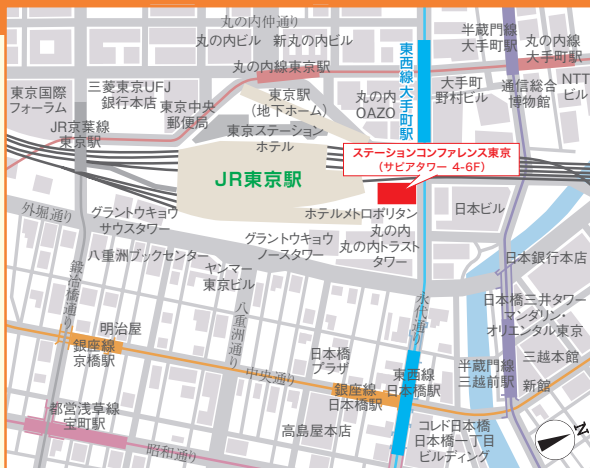 丸の内仲通り
丸の内ビル
新丸の内ビル
丸の内線東京駅
東西線大手町駅
半蔵門線
大手町駅
丸の内線
大手町駅
東京国際
フォーラム
三菱東京UFJ
銀行本店
東京中央
郵便局
東京駅
(地下ホーム)
丸の内
OAZO
大手町
野村ビル
通信総合
博物館
NTT
ビル
JR京葉線
東京駅
東京ステーション
ホテル
ステーションコンファレンス東京
(サピアタワー 4-6F)
JR東京駅
外堀通り
グラントウキョウ
サウスタワー
ホテルメトロポリタン
丸の内
丸の内トラスト
タワー
日本ビル
グラントウキョウ
ノースタワー
八重洲ブックセンター
ヤンマー
東京ビル
日本銀行本店
鍛冶橋通り
八重洲通り
永代通り
日本橋三井タワー
マンダリン・
オリエンタル東京
明治屋
銀座線
京橋駅
中央通り
日本橋
プラザ
銀座線
日本橋駅
東西線
日本橋駅
半蔵門線
三越前駅
三越本館
新館
都営浅草線
宝町駅
昭和通り
高島屋本店
コレド日本橋
日本橋一丁目
ビルディング
N